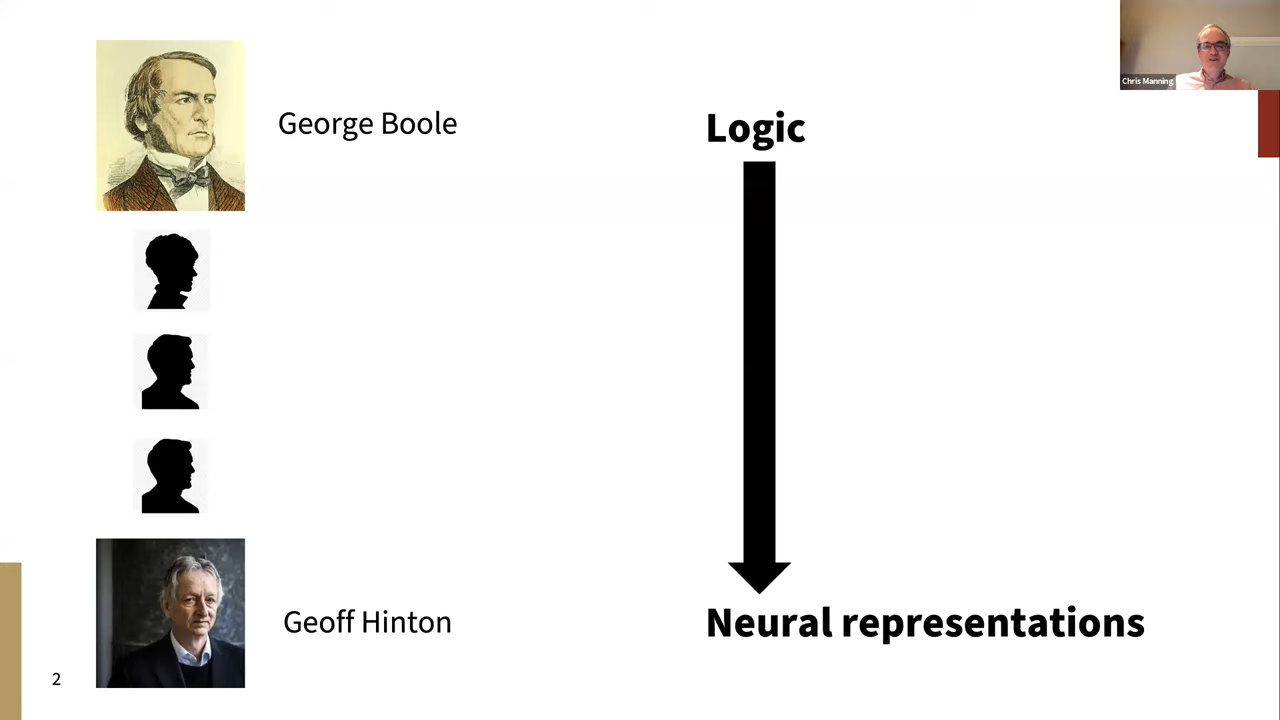 Chris Manning
George Boole
Logic
Geoff Hinton
Neural representations
2